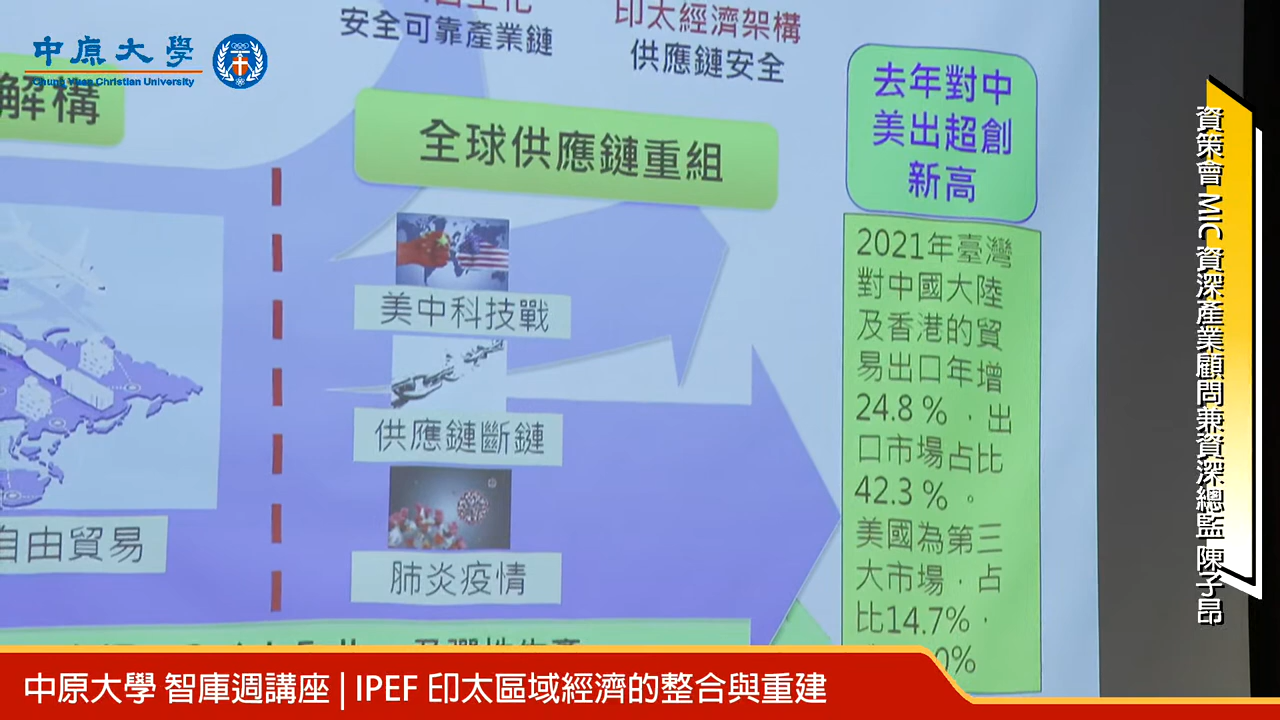 中原大學
Chung Yuan Christian University
解構
安全可靠產業鏈
印太經濟架構
供應鏈安全
全球供應鏈重組
美中科技戰
供應鏈斷鏈
肺炎疫情
自由貿易
去年對中
美出超創
新高
2021年臺灣
對中國大陸
及香港的貿
易出口年增
24.8%，出
口市場占比
42.3%。
美國為第三
大市場，占
比14.7%，
資策會 MIC 資深產業顧問兼資深總監 陳子昂
中原大學 智庫週講座 | IPEF 印太區域經濟的整合與重建